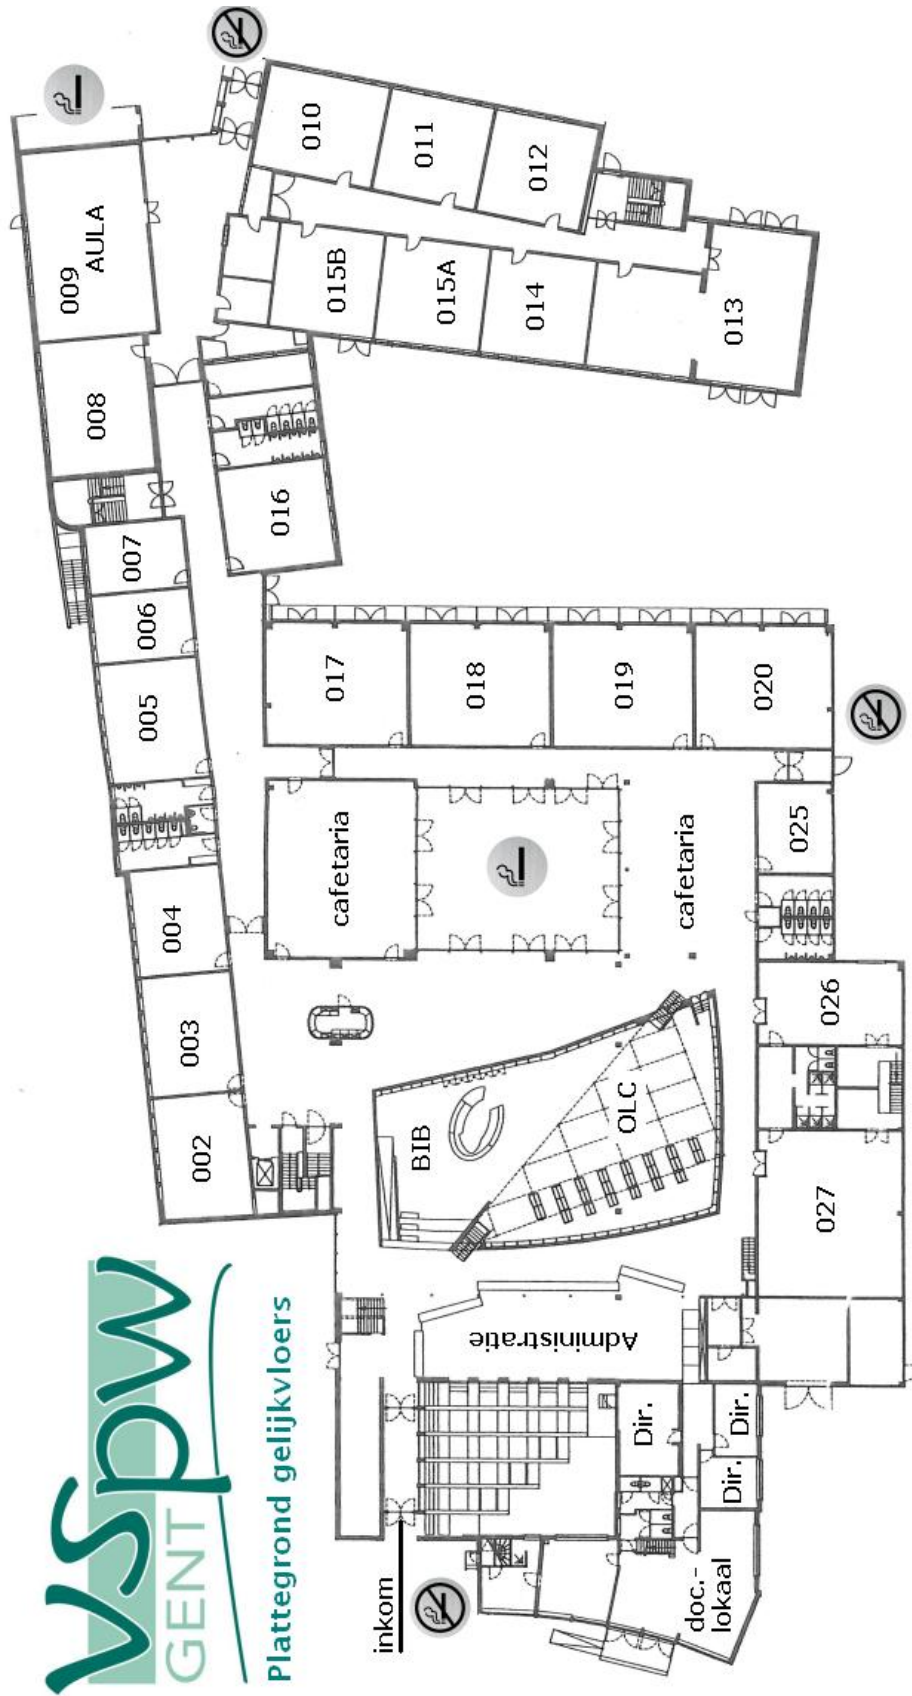 vspw
GENT
Plattegrond gelijkvloers
inkom
002
003
004
005
006
007
008
009
AULA
010
011
012
013
014
015A
015B
016
017
018
019
020
cafetaria
cafetaria
025
026
027
BIB
OLC
Administratie
Dir.
Dir.
Dir.
doc.-
lokaal